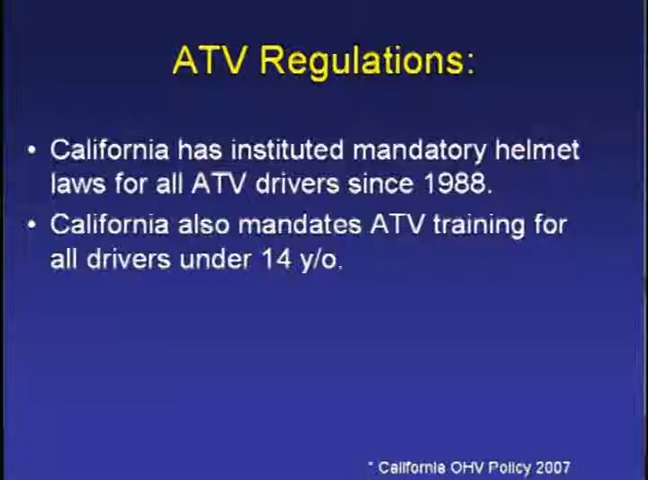 ATV Regulations:
• California has instituted mandatory helmet
laws for all ATV drivers since 1988.
• California also mandates ATV training for
all drivers under 14 y/o.
* California OHV Policy 2007